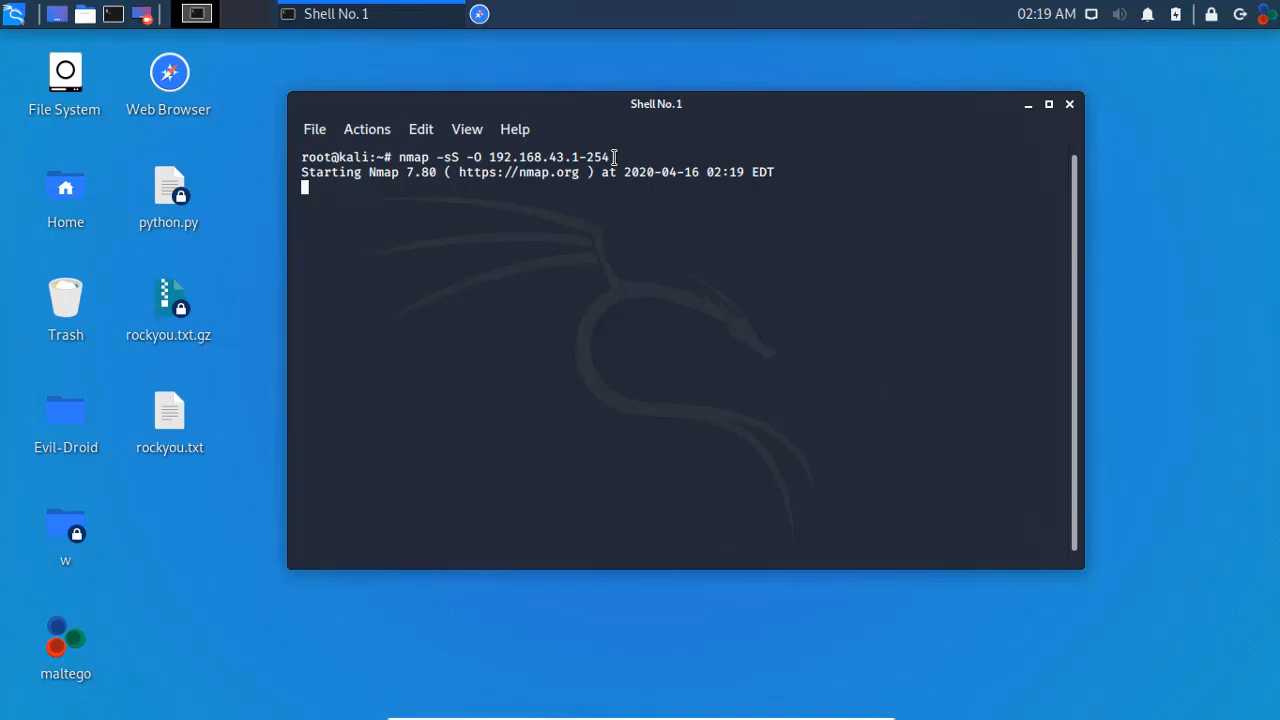 Shell No. 1
02:19 AM
File System
Web Browser
Home
python.py
Trash
rockyou.txt.gz
Evil-Droid
rockyou.txt
w
maltego
Shell No.1
File Actions Edit View Help
root@kali:~# nmap -sS -O 192.168.43.1-254
Starting Nmap 7.80 ( https://nmap.org ) at 2020-04-16 02:19 EDT